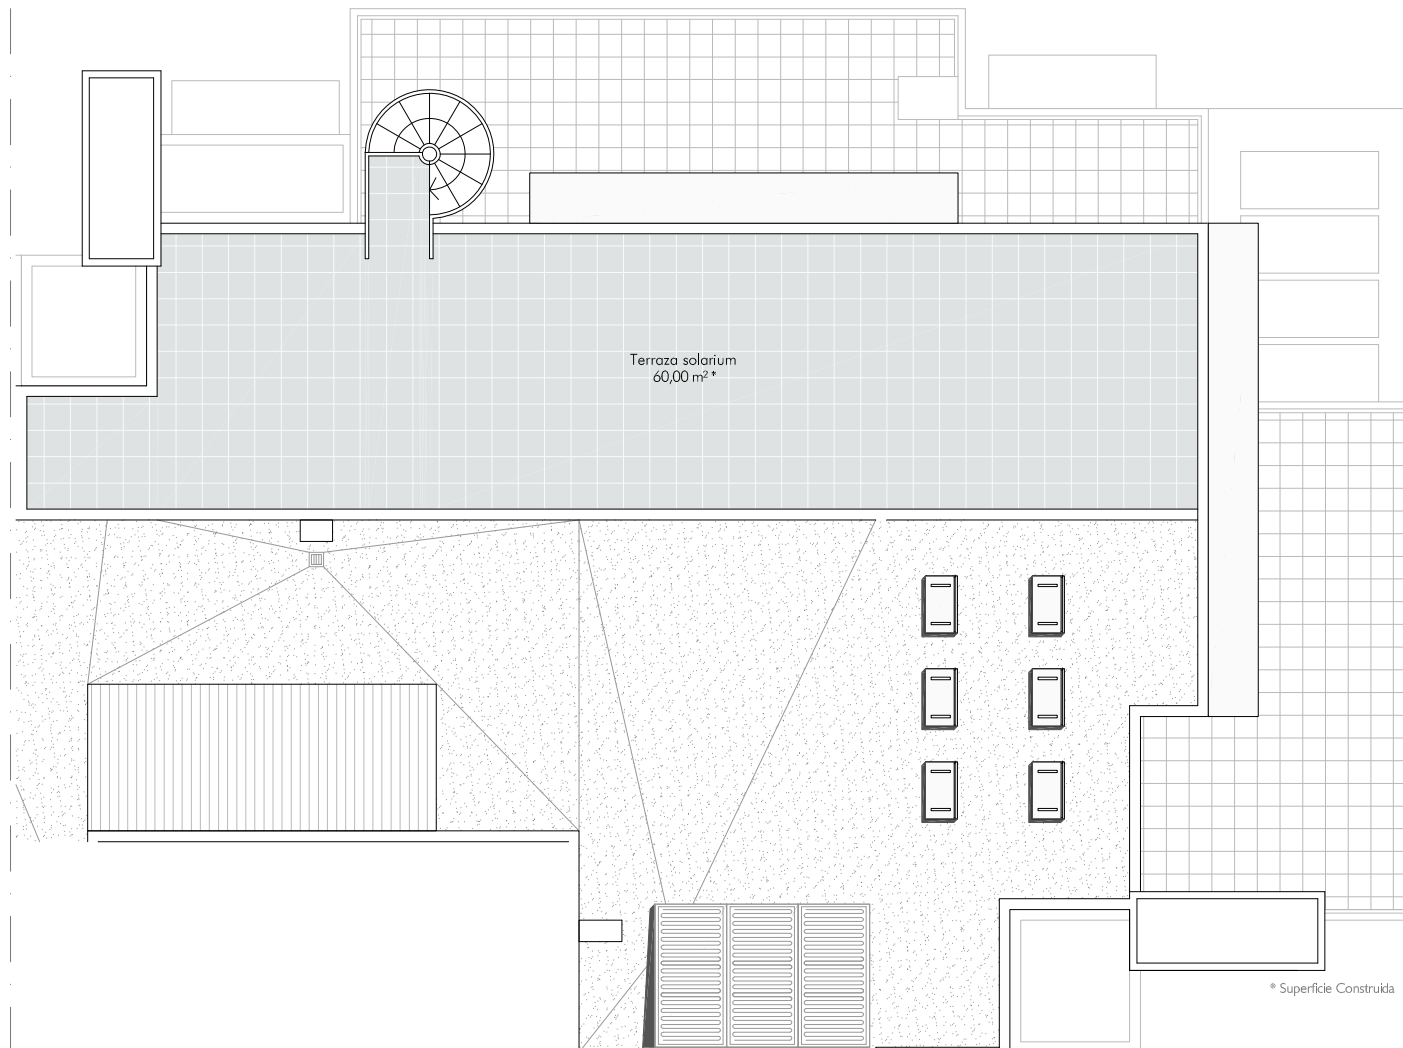 Terraza solarium
60,00 m² *
* Superficie Construida